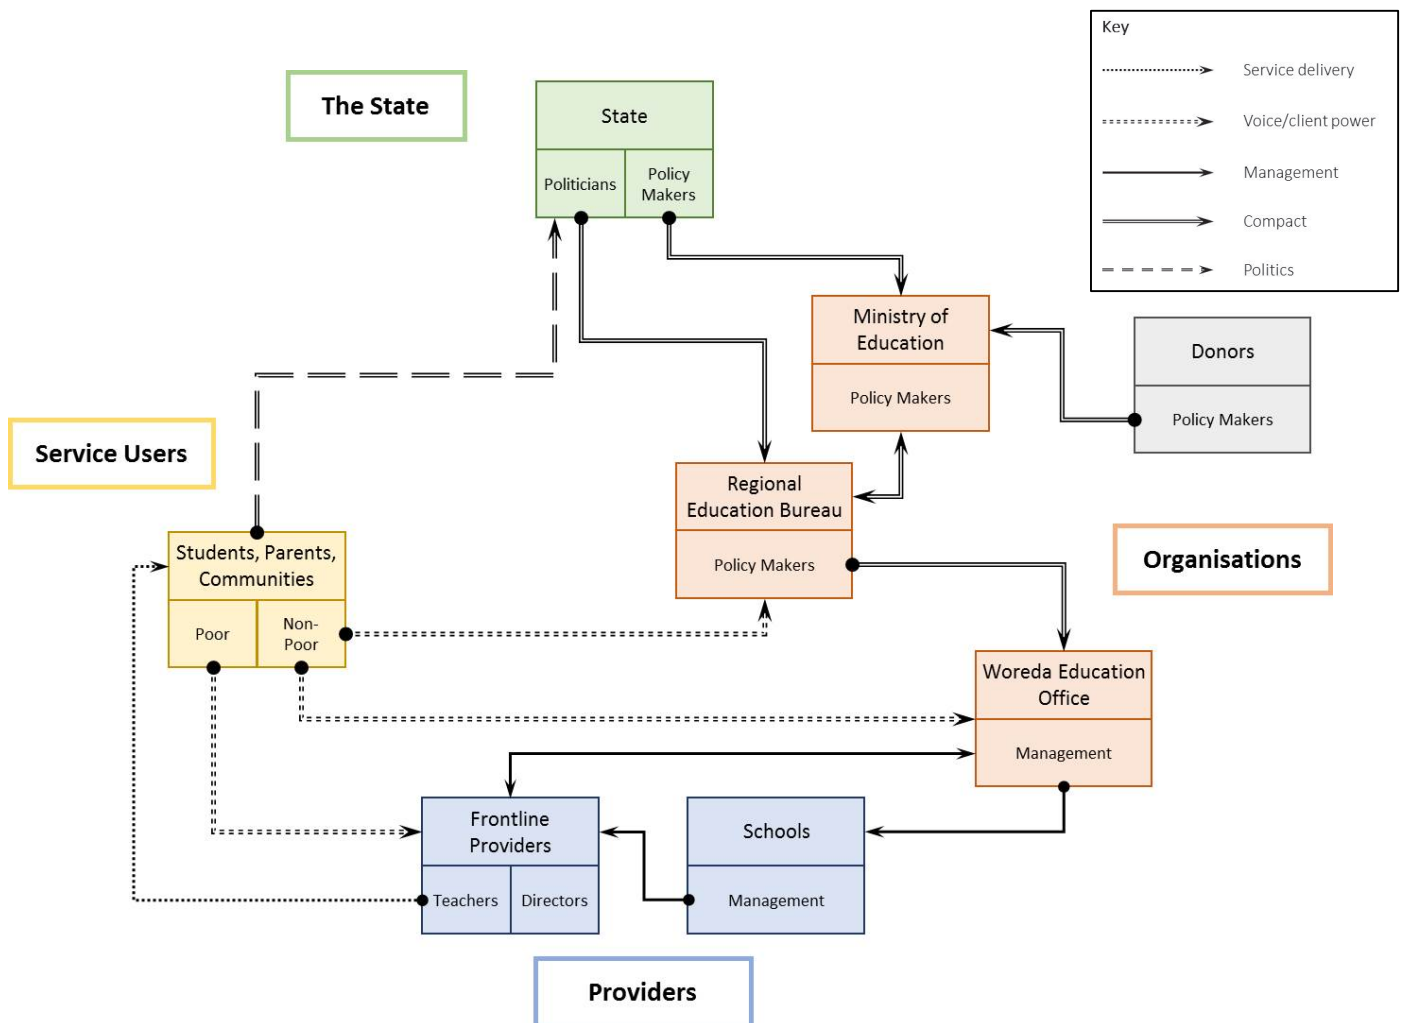 Key
Service delivery
Voice/client power
Management
Compact
Politics
The State
State
Politicians
Policy
Makers
Ministry of
Education
Policy Makers
Donors
Policy Makers
Service Users
Regional
Education Bureau
Policy Makers
Organisations
Students, Parents,
Communities
Poor
Non-
Poor
Woreda Education
Office
Management
Frontline
Providers
Teachers
Directors
Schools
Management
Providers